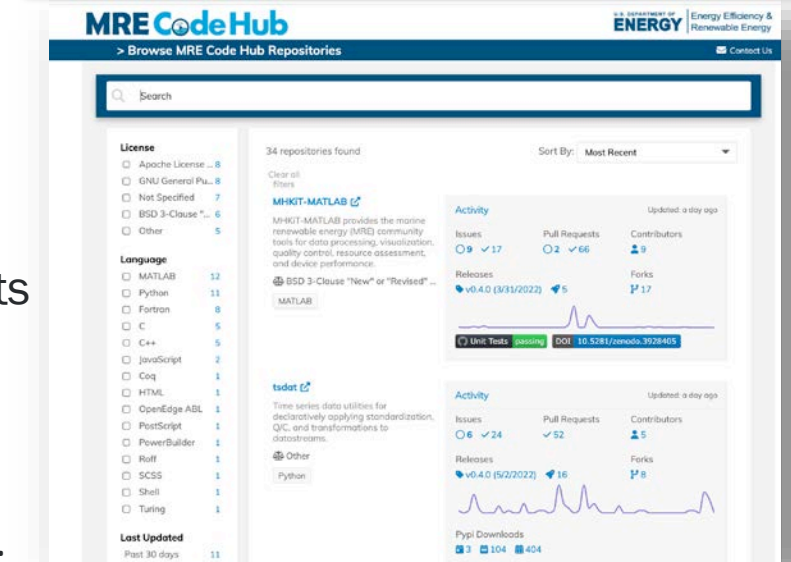 MRE CodeHub
U.S. DEPARTMENT OF
ENERGY
Energy Efficiency &
Renewable Energy
> Browse MRE Code Hub Repositories
Contact Us
Search
ts
.
License
Apache License ... 8
GNU General Pu... 8
Not Specified 7
BSD 3-Clause "... 6
Other 5
Language
MATLAB 12
Python 11
Fortran 8
C 5
C++ 5
JavaScript 2
Coq 1
HTML 1
OpenEdge ABL 1
PostScript 1
PowerBuilder 1
Roff 1
SCSS 1
Shell 1
Turing 1
Last Updated
Past 30 days 11
34 repositories found
Sort By: Most Recent
Clear all
filters
MHKiT-MATLAB
MHKiT-MATLAB provides the marine
renewable energy (MRE) community
tools for data processing, visualization,
quality control, resource assessment,
and device performance.
BSD 3-Clause "New" or "Revised" ...
MATLAB
Activity
Updated: a day ago
Issues Pull Requests Contributors
9 17 2 66 9
Releases Forks
v0.4.0 (3/31/2022) 5 17
Unit Tests passing DOI 10.5281/zenodo.3928405
tsdat
Time series data utilities for
declaratively applying standardization,
Q/C, and transformations to
datastreams.
Other
Python
Activity
Updated: a day ago
Issues Pull Requests Contributors
6 24 52 5
Releases Forks
v0.4.0 (5/2/2022) 16 8
Pypi Downloads
3 104 404